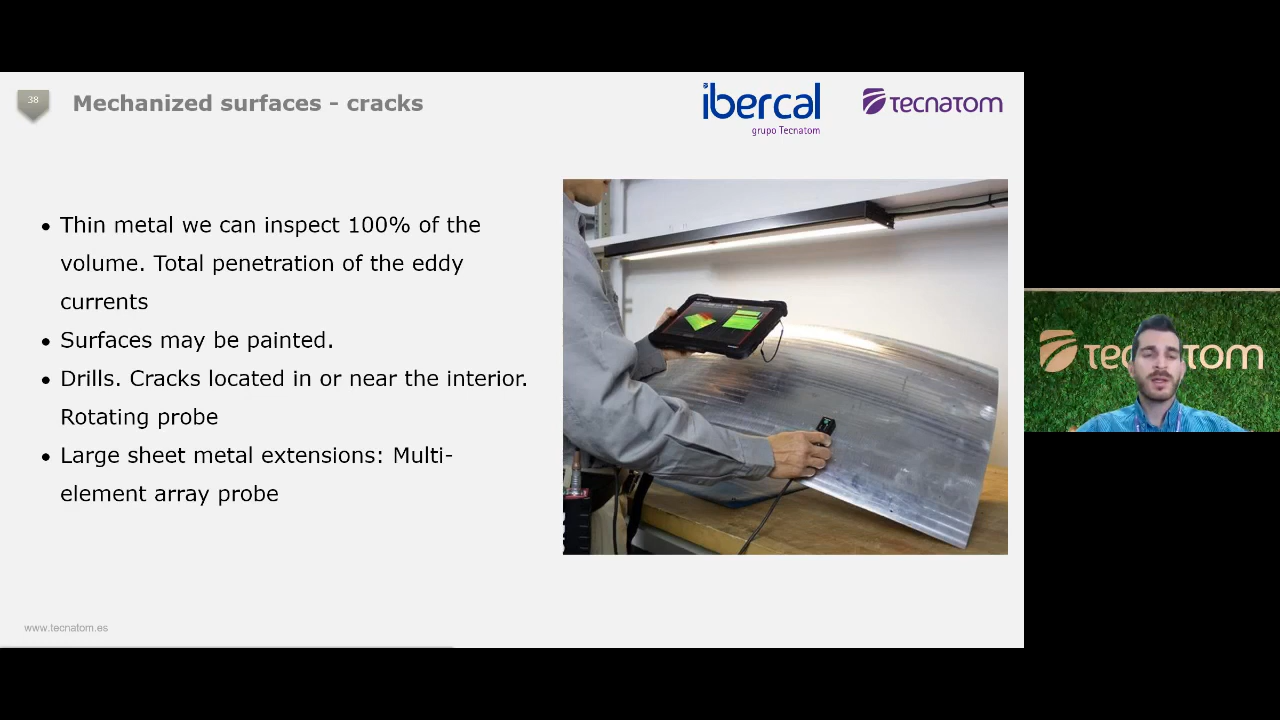 38
Mechanized surfaces - cracks
ibercal
grupo Tecnatom
tecnatom
• Thin metal we can inspect 100% of the
volume. Total penetration of the eddy
currents
• Surfaces may be painted.
• Drills. Cracks located in or near the interior.
Rotating probe
• Large sheet metal extensions: Multi-
element array probe
www.tecnatom.es
tecnatom